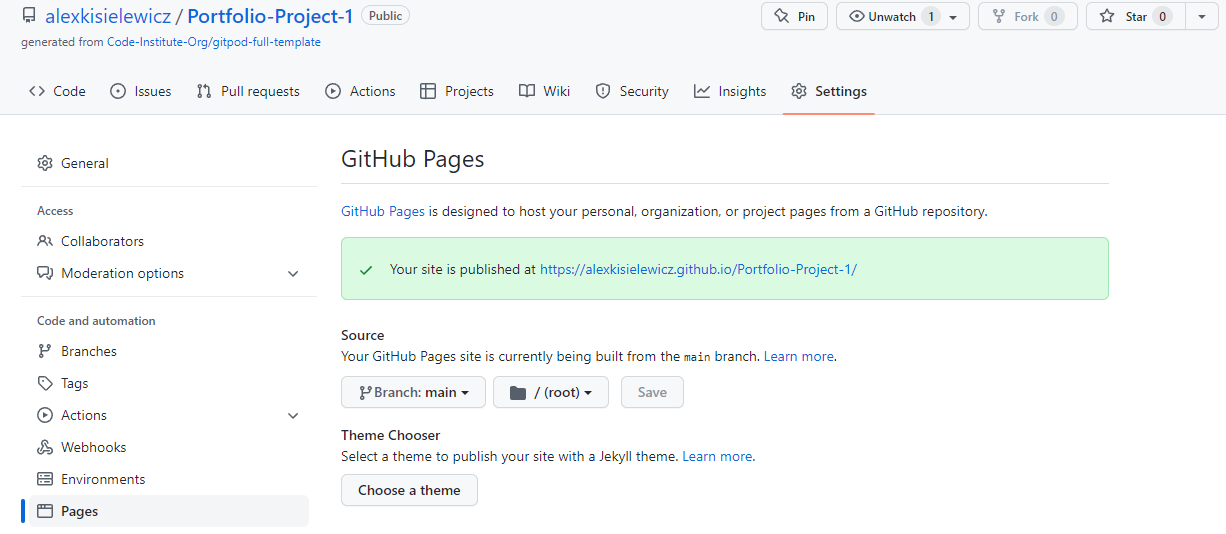 alexkisielewicz / Portfolio-Project-1 Public
Pin Unwatch 1 Fork 0 Star 0
generated from Code-Institute-Org/gitpod-full-template
Code Issues Pull requests Actions Projects Wiki Security Insights Settings
General
Access
Collaborators
Moderation options
Code and automation
Branches
Tags
Actions
Webhooks
Environments
Pages
GitHub Pages
GitHub Pages is designed to host your personal, organization, or project pages from a GitHub repository.
Your site is published at https://alexkisielewicz.github.io/Portfolio-Project-1/
Source
Your GitHub Pages site is currently being built from the main branch. Learn more.
Branch: main / (root) Save
Theme Chooser
Select a theme to publish your site with a Jekyll theme. Learn more.
Choose a theme